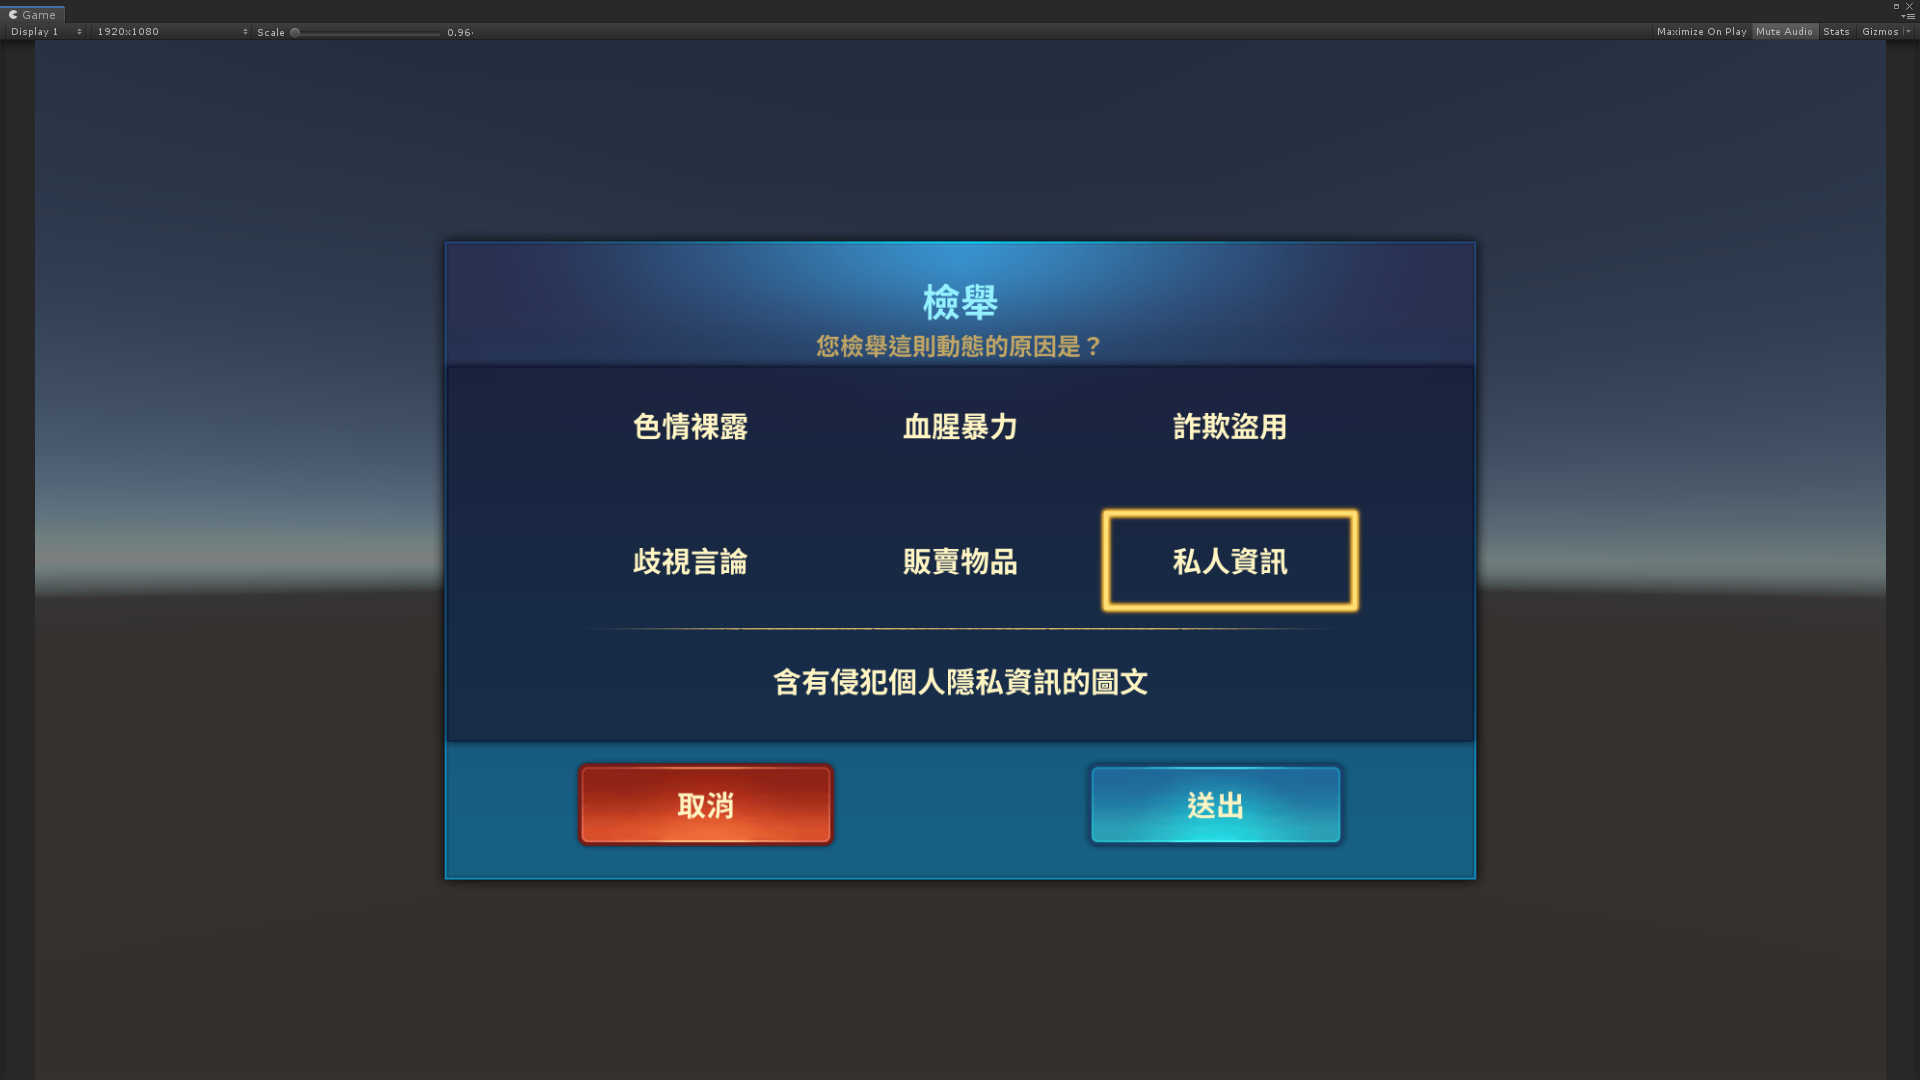 Game
Display 1 1920x1080 Scale 0.96 Maximize On Play Mute Audio Stats Gizmos
檢舉
您檢舉這則動態的原因是？
色情裸露 血腥暴力 詐欺盜用
歧視言論 販賣物品 私人資訊
含有侵犯個人隱私資訊的圖文
取消 送出